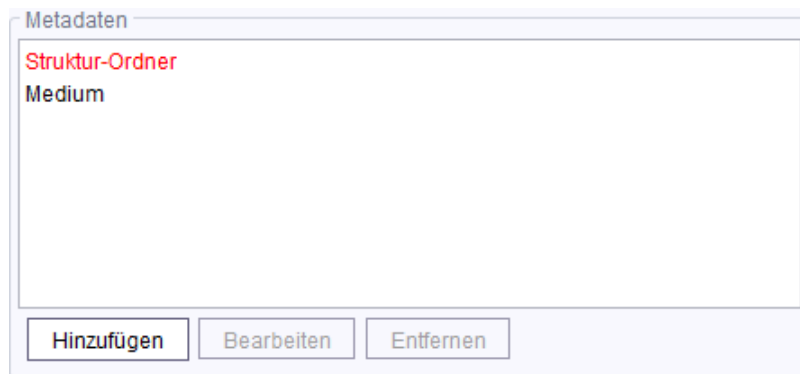 Metadaten
Struktur-Ordner
Medium
Hinzufügen Bearbeiten Entfernen